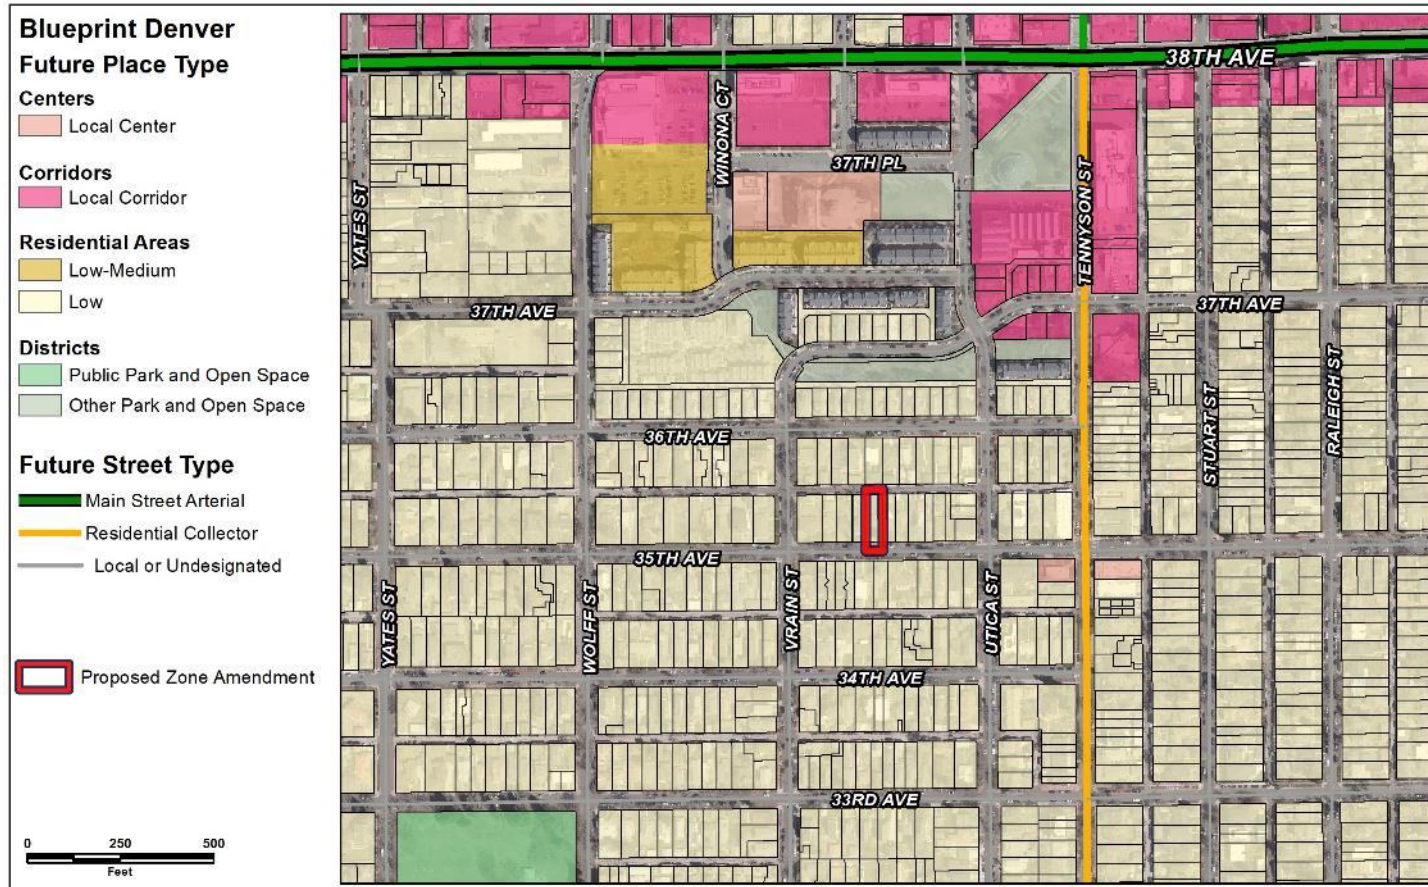 Blueprint Denver
Future Place Type
Centers
Local Center
Corridors
Local Corridor
Residential Areas
Low-Medium
Low
Districts
Public Park and Open Space
Other Park and Open Space
Future Street Type
Main Street Arterial
Residential Collector
Local or Undesignated
Proposed Zone Amendment
0 250 500
Feet
38TH AVE
WINONA CT
37TH PL
YATES ST
TENNYSON ST
37TH AVE
37TH AVE
RALEIGH ST
STUART ST
36TH AVE
35TH AVE
YATES ST
WOLFF ST
VRAIN ST
UTICA ST
34TH AVE
33RD AVE